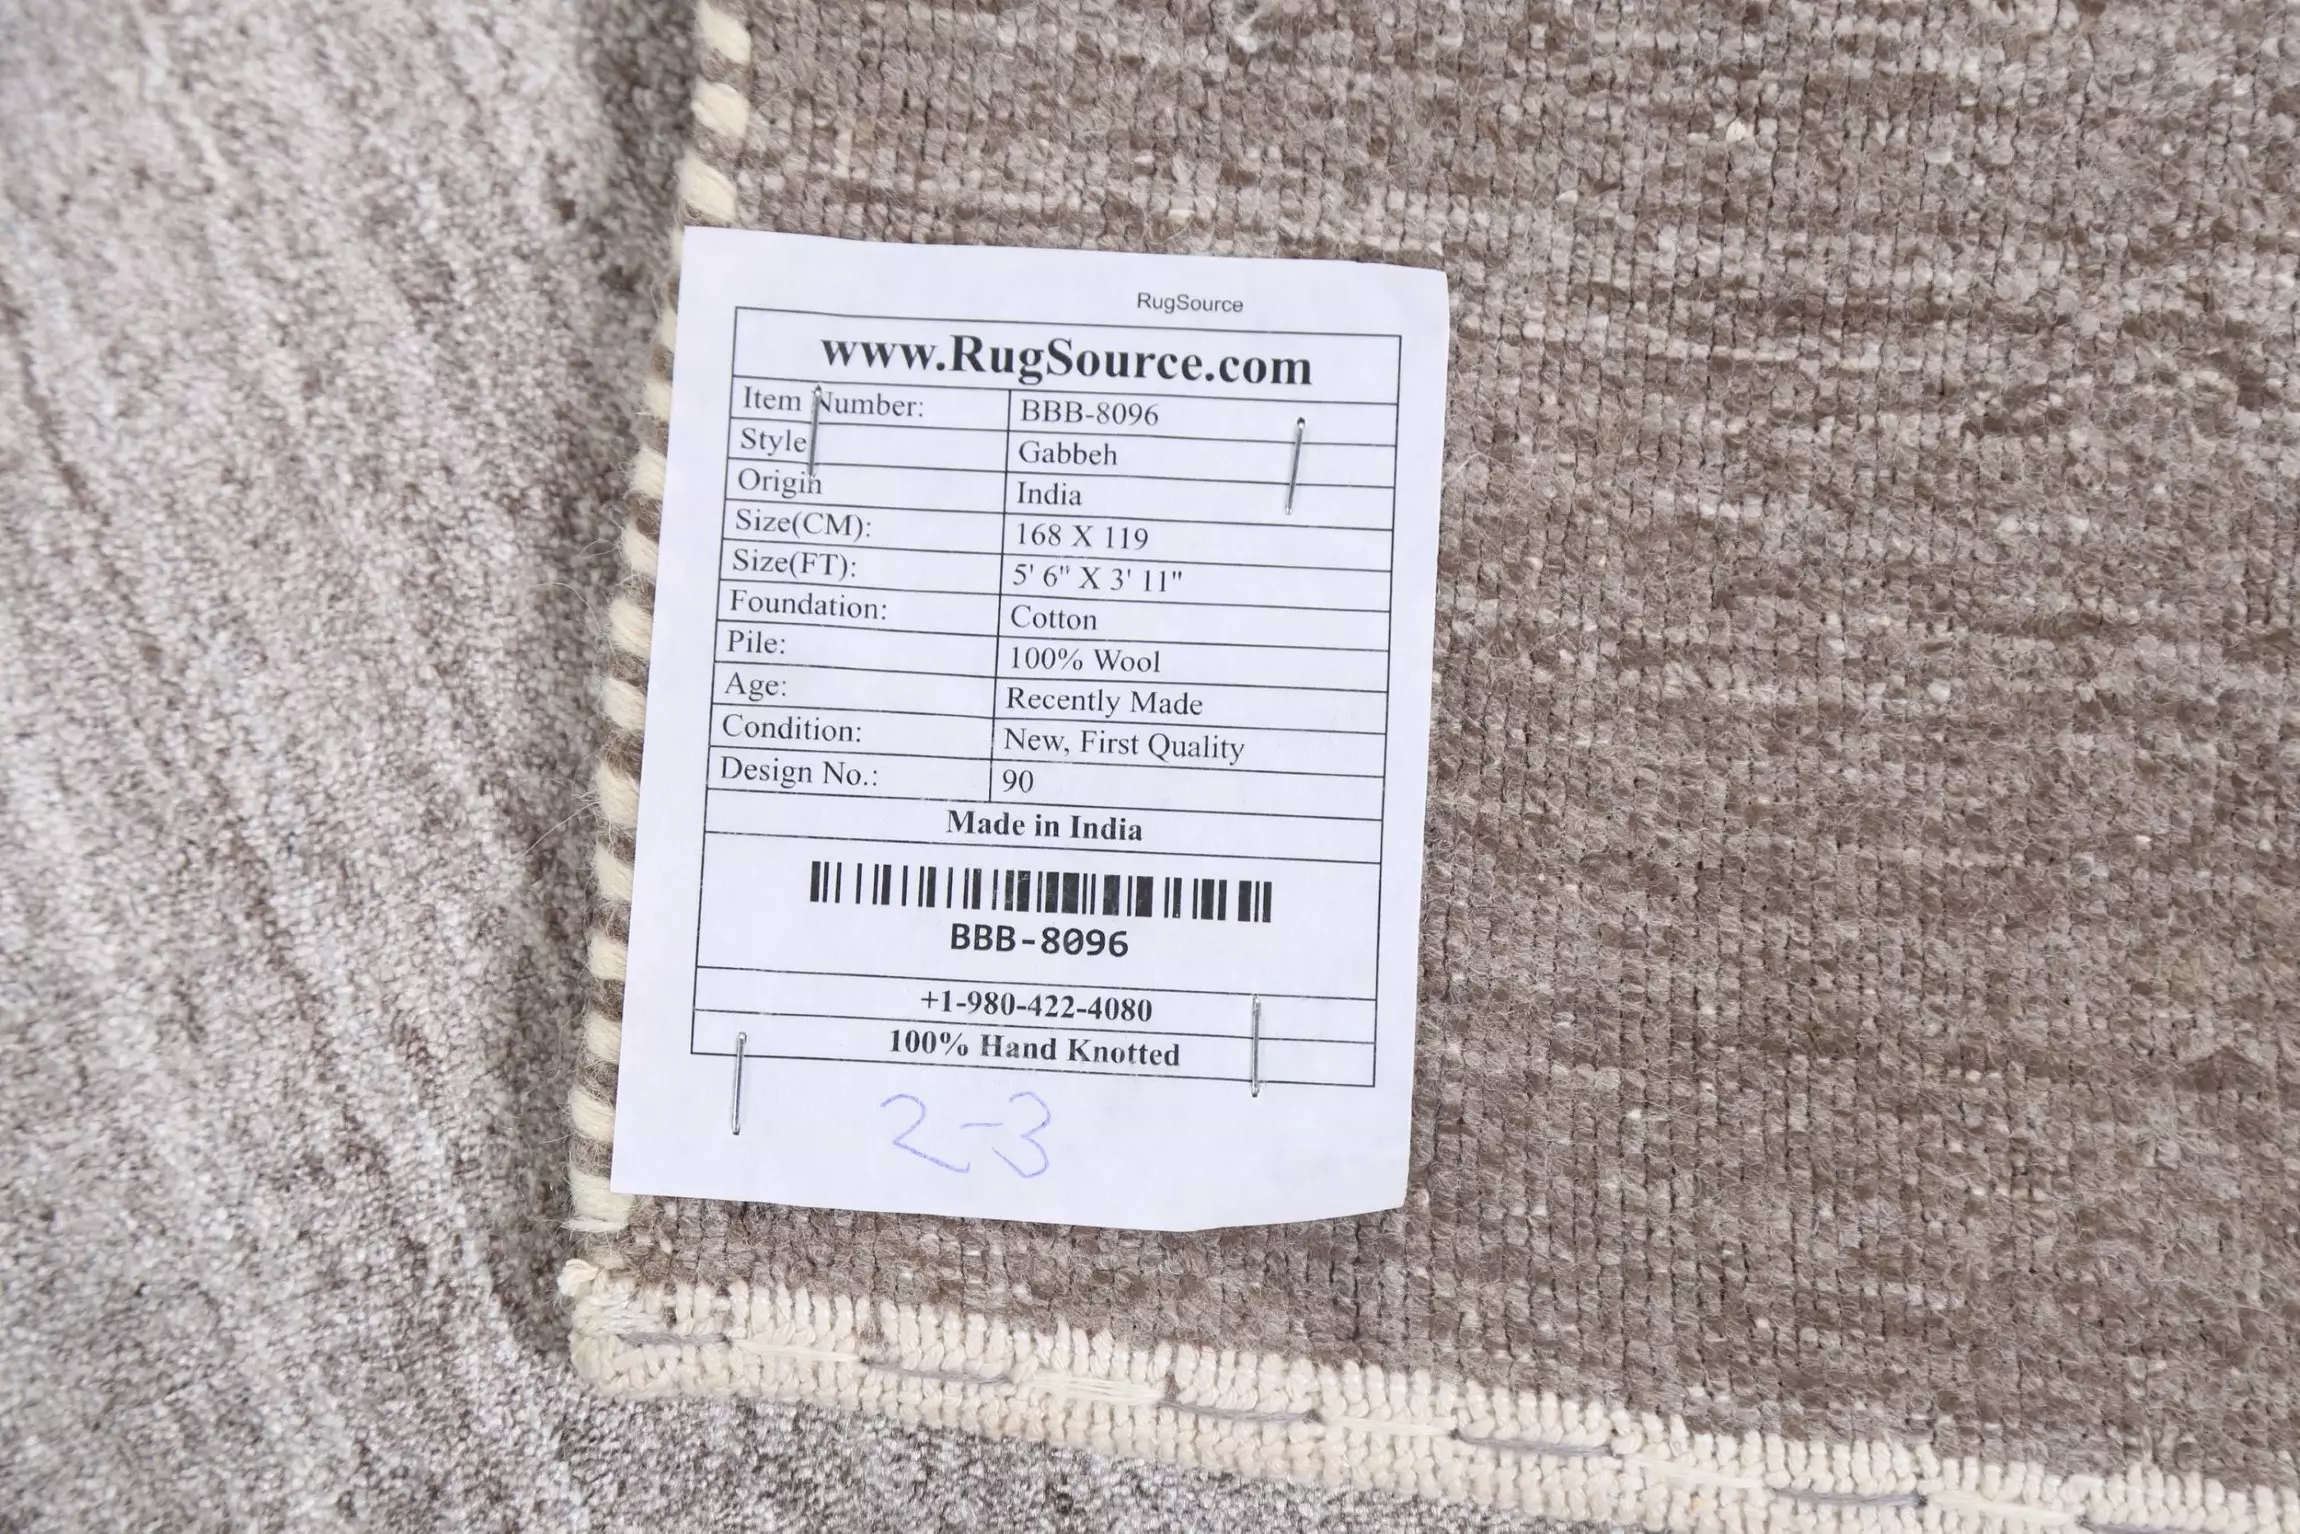 RugSource
www.RugSource.com
Item Number: BBB-8096
Style Gabbeh
Origin India
Size(CM): 168 X 119
Size(FT): 5' 6" X 3' 11"
Foundation: Cotton
Pile: 100% Wool
Age: Recently Made
Condition: New, First Quality
Design No.: 90
Made in India
BBB-8096
+1-980-422-4080
100% Hand Knotted
2-3